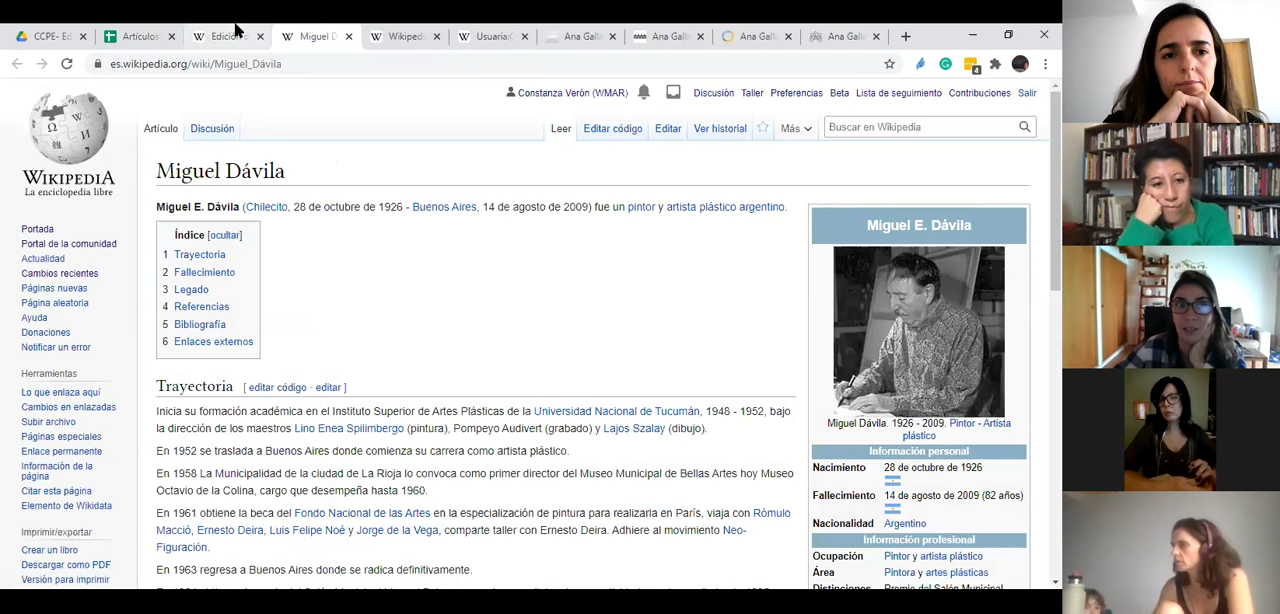 CCPE- Ed
Artículos
Edición
Miguel D
Wikiped
Usuaria:C
Ana Galla
Ana Galla
Ana Galla
Ana Galla
es.wikipedia.org/wiki/Miguel_Dávila
4
Constanza Verón (WMAR)
Discusión
Taller
Preferencias
Beta
Lista de seguimiento
Contribuciones
Salir
WIKIPEDIA
La enciclopedia libre
Artículo
Discusión
Leer
Editar código
Editar
Ver historial
Más
Buscar en Wikipedia
Portada
Portal de la comunidad
Actualidad
Cambios recientes
Páginas nuevas
Página aleatoria
Ayuda
Donaciones
Notificar un error
Herramientas
Lo que enlaza aquí
Cambios en enlazadas
Subir archivo
Páginas especiales
Enlace permanente
Información de la
página
Citar esta página
Elemento de Wikidata
Imprimir/exportar
Crear un libro
Descargar como PDF
Versión para imprimir
Miguel Dávila
Miguel E. Dávila (Chilecito, 28 de octubre de 1926 - Buenos Aires, 14 de agosto de 2009) fue un pintor y artista plástico argentino.
Índice [ocultar]
1 Trayectoria
2 Fallecimiento
3 Legado
4 Referencias
5 Bibliografía
6 Enlaces externos
Trayectoria [ editar código · editar ]
Inicia su formación académica en el Instituto Superior de Artes Plásticas de la Universidad Nacional de Tucumán, 1948 - 1952, bajo
la dirección de los maestros Lino Enea Spilimbergo (pintura), Pompeyo Audivert (grabado) y Lajos Szalay (dibujo).
En 1952 se traslada a Buenos Aires donde comienza su carrera como artista plástico.
En 1958 La Municipalidad de la ciudad de La Rioja lo convoca como primer director del Museo Municipal de Bellas Artes hoy Museo
Octavio de la Colina, cargo que desempeña hasta 1960.
En 1961 obtiene la beca del Fondo Nacional de las Artes en la especialización de pintura para realizarla en París, viaja con Rómulo
Macció, Ernesto Deira, Luis Felipe Noé y Jorge de la Vega, comparte taller con Ernesto Deira. Adhiere al movimiento Neo-
Figuración.
En 1963 regresa a Buenos Aires donde se radica definitivamente.
Miguel E. Dávila
Miguel Dávila. 1926 - 2009. Pintor - Artista
plástico
Información personal
Nacimiento 28 de octubre de 1926
Fallecimiento 14 de agosto de 2009 (82 años)
Nacionalidad Argentino
Información profesional
Ocupación Pintor y artista plástico
Área Pintora y artes plásticas
Distinciones Premio del Salón Municipal